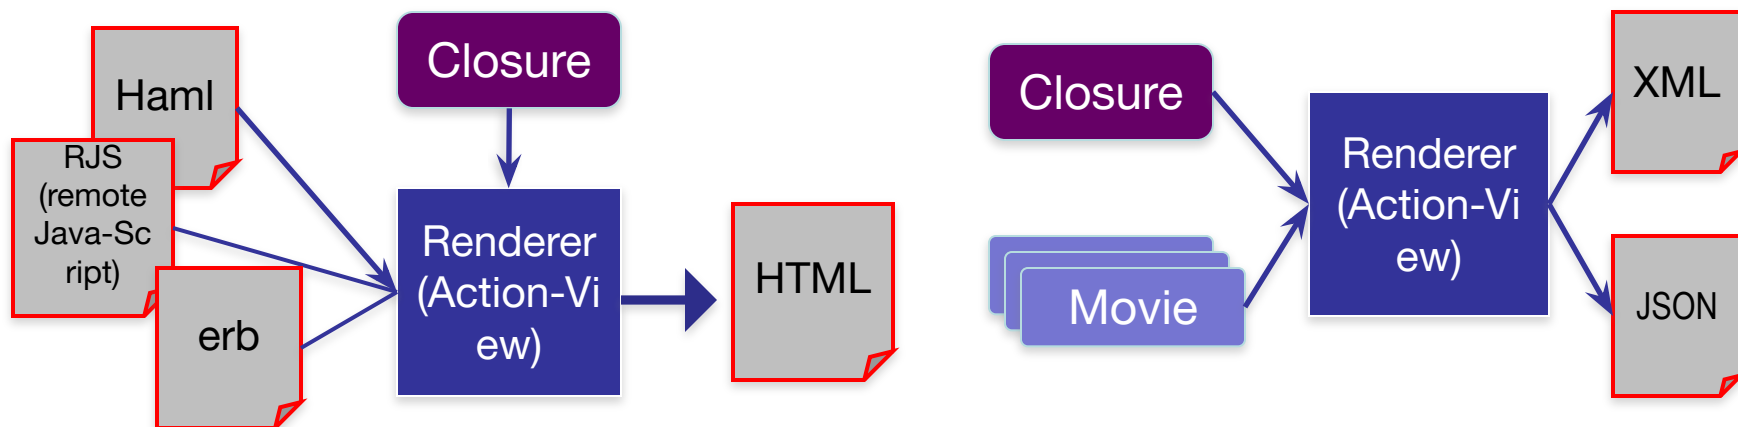 Haml
RJS
(remote
Java-Sc
ript)
erb
Closure
Renderer
(Action-Vi
ew)
HTML
Closure
Movie
Renderer
(Action-Vi
ew)
XML
JSON